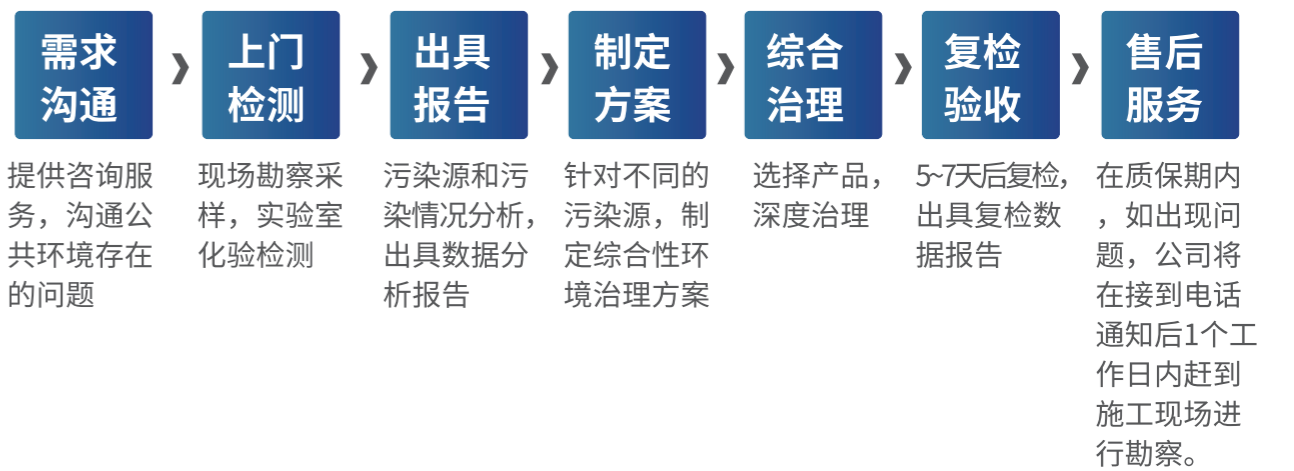 需求
沟通
上门
检测
出具
报告
制定
方案
综合
治理
复检
验收
售后
服务
提供咨询服
务，沟通公
共环境存在
的问题
现场勘察采
样，实验室
化验检测
污染源和污
染情况分析，
出具数据分
析报告
针对不同的
污染源，制
定综合性环
境治理方案
选择产品，
深度治理
5~7天后复检，
出具复检数
据报告
在质保期内
，如出现问
题，公司将
在接到电话
通知后1个工
作日内赶到
施工现场进
行勘察。